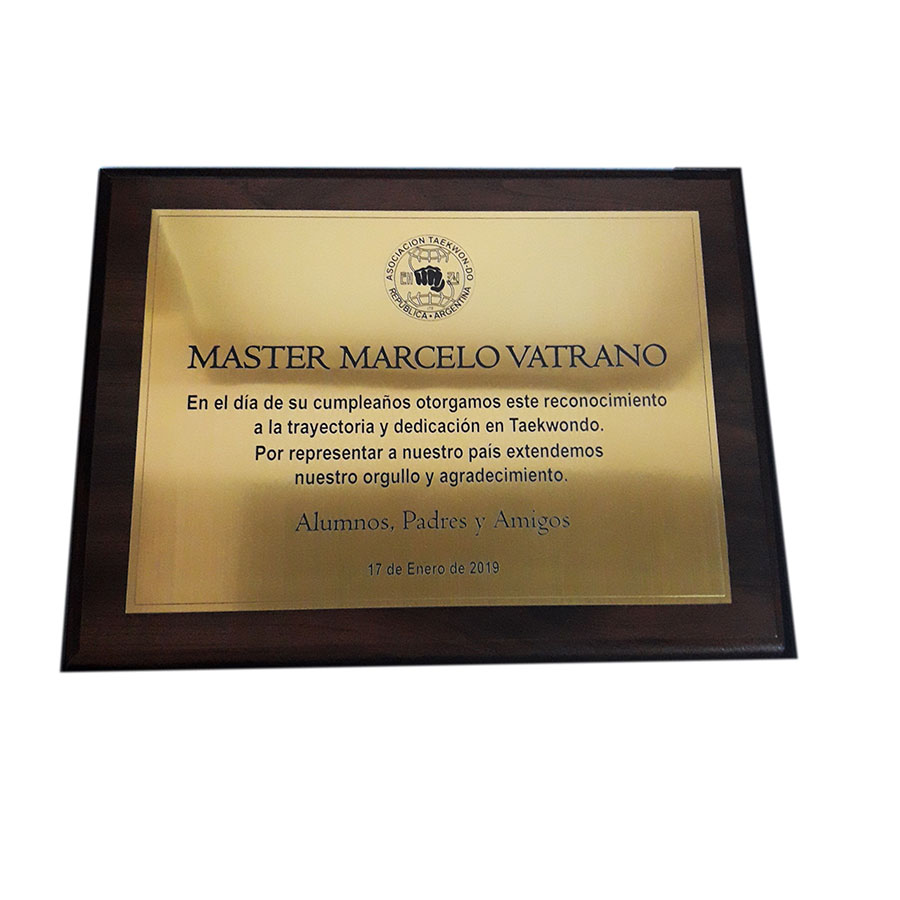 ASOCIACION TAEKWON-DO
REPUBLICA • ARGENTINA
MASTER MARCELO VATRANO
En el día de su cumpleaños otorgamos este reconocimiento
a la trayectoria y dedicación en Taekwondo.
Por representar a nuestro país extendemos
nuestro orgullo y agradecimiento.
Alumnos, Padres y Amigos
17 de Enero de 2019